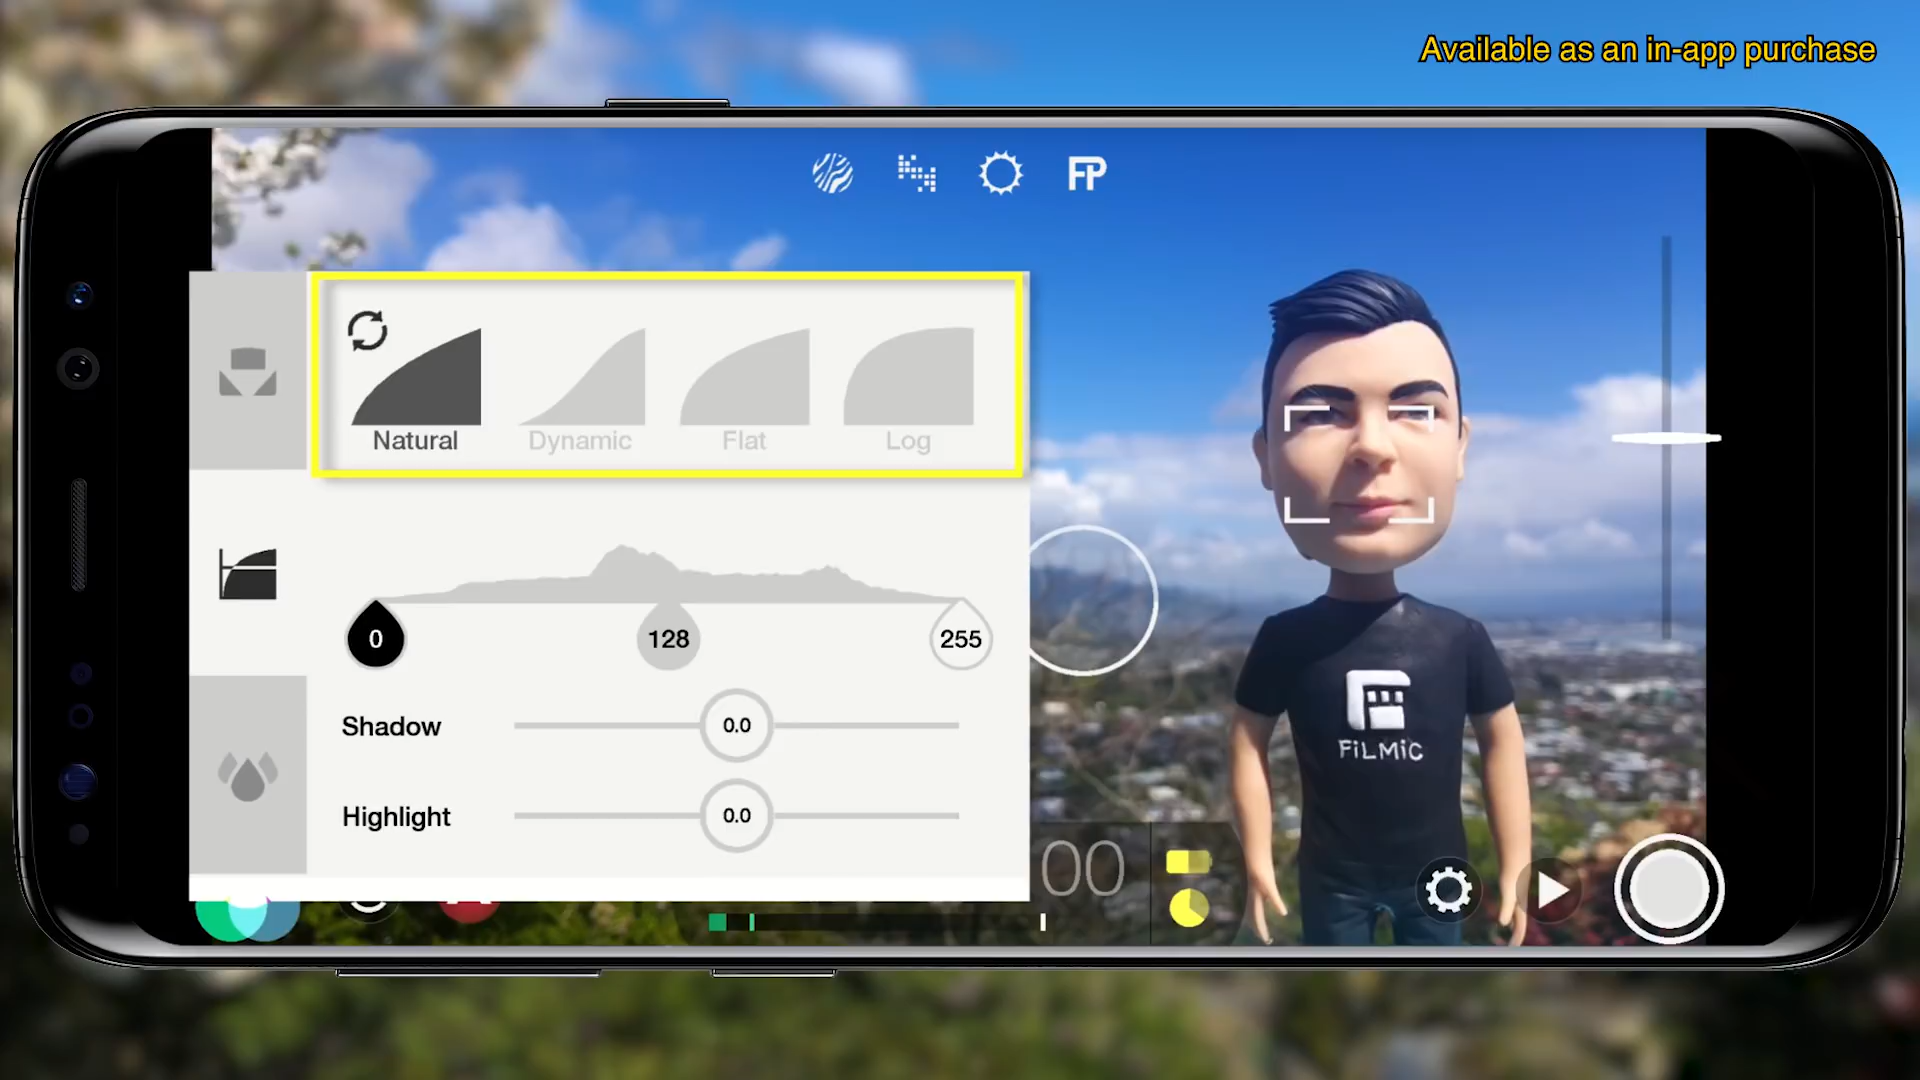 Available as an in-app purchase
FP
Natural
Dynamic
Flat
Log
0
128
255
Shadow
0.0
Highlight
0.0
FiLMiC
00